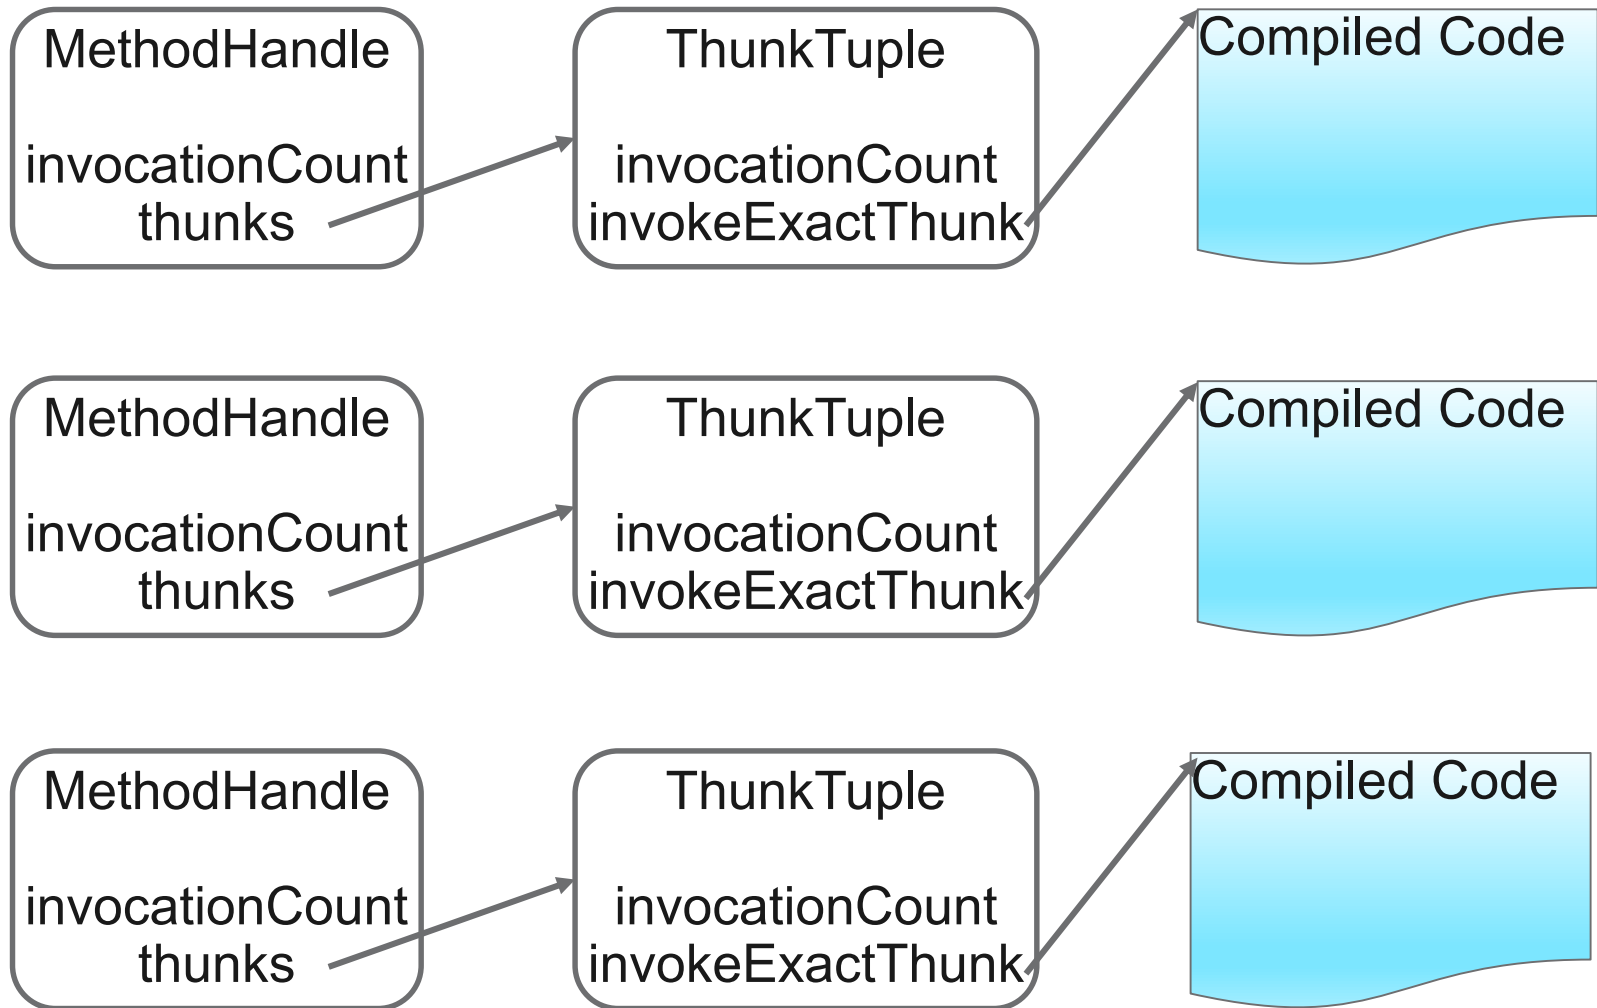 MethodHandle
invocationCount
thunks
ThunkTuple
invocationCount
invokeExactThunk
Compiled Code
MethodHandle
invocationCount
thunks
ThunkTuple
invocationCount
invokeExactThunk
Compiled Code
MethodHandle
invocationCount
thunks
ThunkTuple
invocationCount
invokeExactThunk
Compiled Code